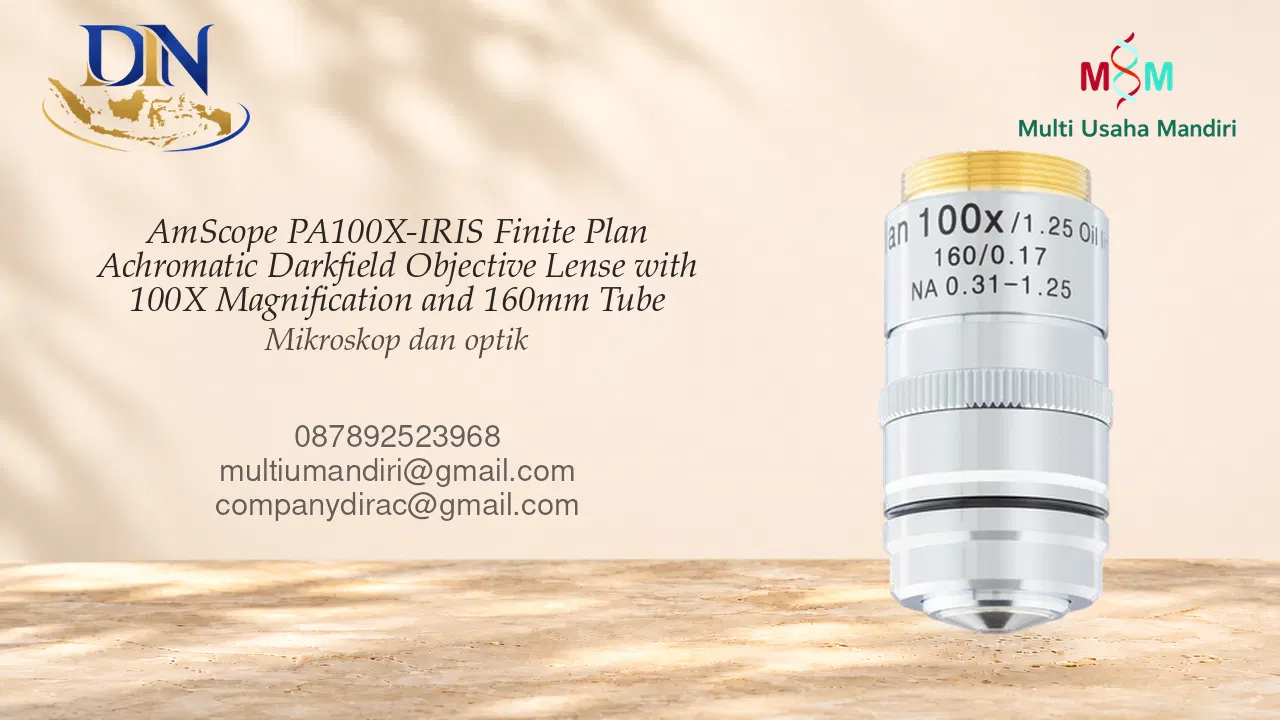 DIN
M M
Multi Usaha Mandiri
AmScope PA100X-IRIS Finite Plan
Achromatic Darkfield Objective Lense with
100X Magnification and 160mm Tube
Mikroskop dan optik
087892523968
multiumandiri@gmail.com
companydirac@gmail.com
100x/1.25 Oil
160/0.17
NA 0.31-1.25